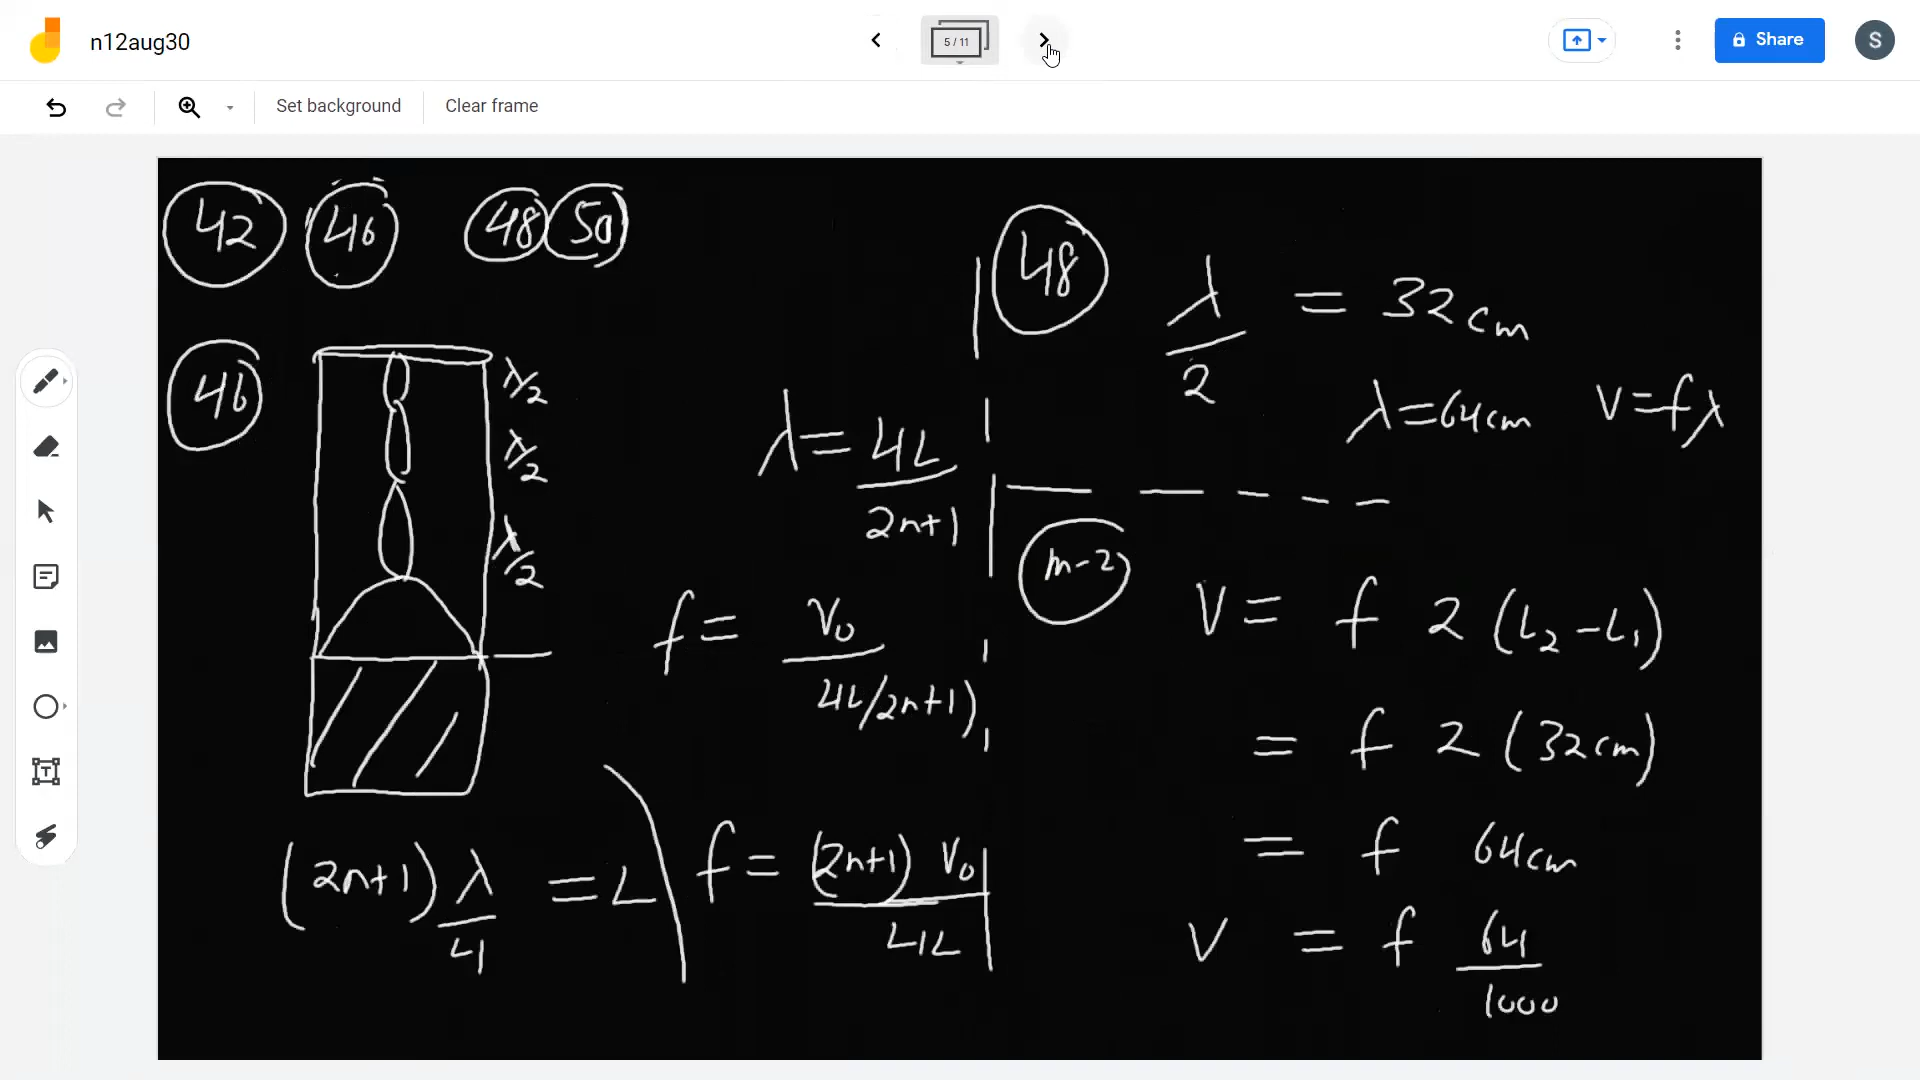 n12aug30
5 / 11
Share
S
Set background
Clear frame
42 46 48 50
46
λ/2
λ/2
λ/2
(2n+1) λ/4 = L
λ = 4L/2n+1
f = V₀/4L/2n+1)
f = (2n+1) V₀/4L
48
λ/2 = 32 cm
λ = 64 cm V = fλ
m-2
V = f 2 (L₂ - L₁)
= f 2 (32 cm)
= f 64 cm
V = f 64/1000